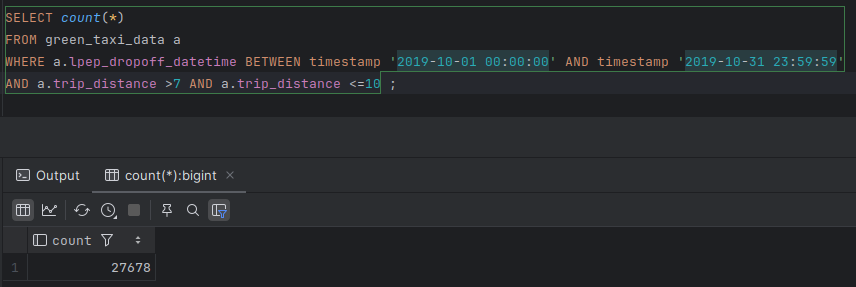 SELECT count(*)
FROM green_taxi_data a
WHERE a.lpep_dropoff_datetime BETWEEN timestamp '2019-10-01 00:00:00' AND timestamp '2019-10-31 23:59:59'
AND a.trip_distance >7 AND a.trip_distance <=10 ;
Output count(*):bigint
count
1 27678